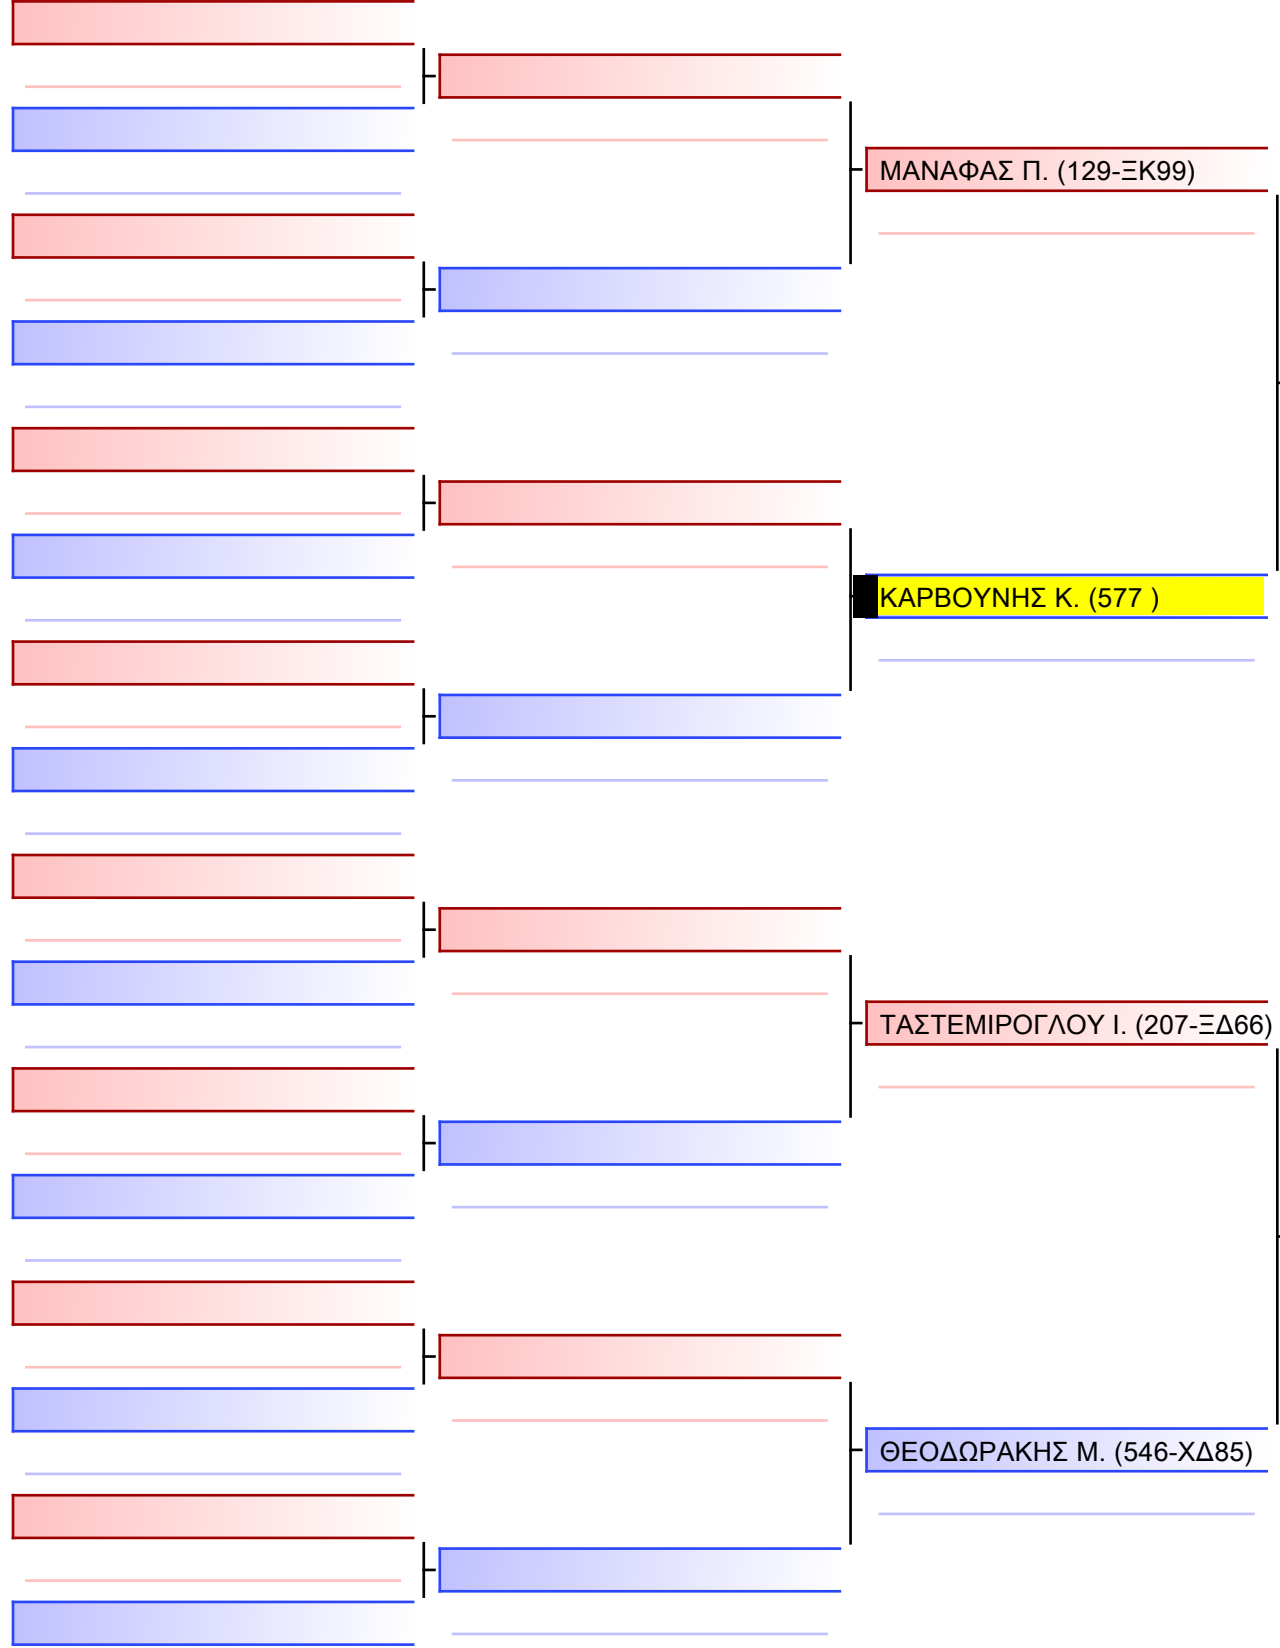 ΜΑΝΑΦΑΣ Π. (129-ΞΚ99)
ΚΑΡΒΟΥΝΗΣ Κ. (577 )
ΤΑΣΤΕΜΙΡΟΓΛΟΥ Ι. (207-ΞΔ66)
ΘΕΟΔΩΡΑΚΗΣ Μ. (546-ΧΔ85)